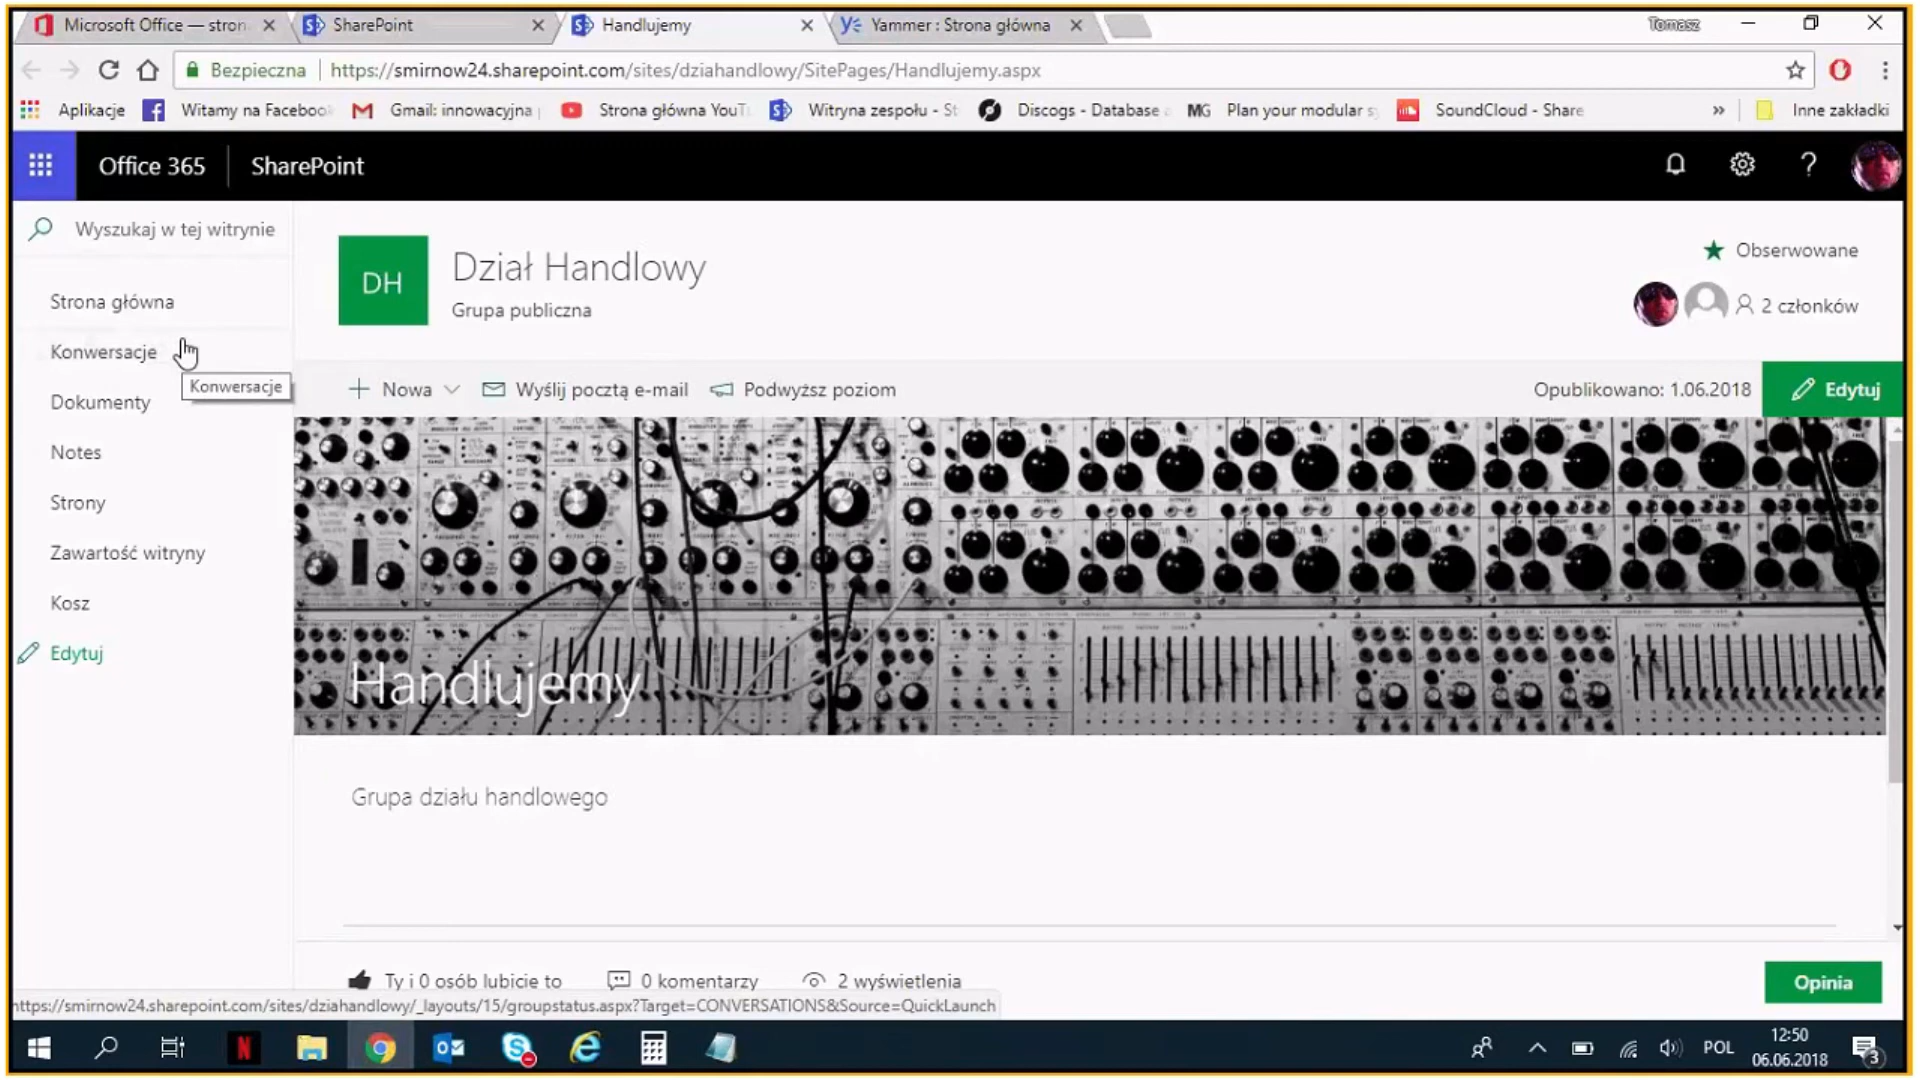 Microsoft Office — stron
SharePoint
Handlujemy
Yammer : Strona główna
Tomasz
Bezpieczna
https://smirnow24.sharepoint.com/sites/dziahandlowy/SitePages/Handlujemy.aspx
Aplikacje
Witamy na Facebook
Gmail: innowacyjna
Strona główna YouT
Witryna zespołu - St
Discogs - Database a
MG Plan your modular sy
SoundCloud - Share
»
Inne zakładki
Office 365
SharePoint
?
Wyszukaj w tej witrynie
Strona główna
Konwersacje
Konwersacje
Dokumenty
Notes
Strony
Zawartość witryny
Kosz
Edytuj
DH
Dział Handlowy
Grupa publiczna
Obserwowane
2 członków
Nowa
Wyślij pocztą e-mail
Podwyższ poziom
Opublikowano: 1.06.2018
Edytuj
Handlujemy
Grupa działu handlowego
Ty i 0 osób lubicie to
0 komentarzy
2 wyświetlenia
Opinia
https://smirnow24.sharepoint.com/sites/dziahandlowy/_layouts/15/groupstatus.aspx?Target=CONVERSATIONS&Source=QuickLaunch
POL
12:50
06.06.2018
3